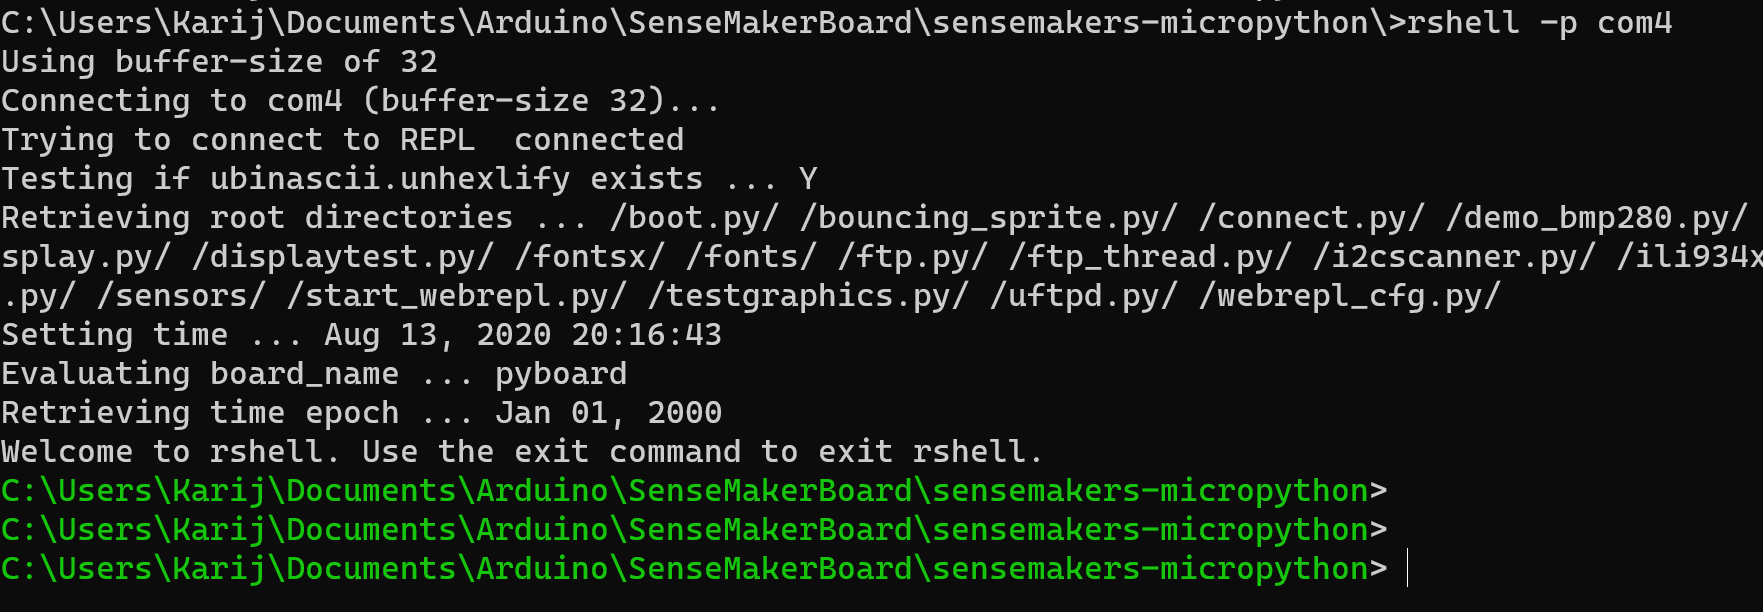 C:\Users\Karij\Documents\Arduino\SenseMakerBoard\sensemakers-micropython\>rshell -p com4
Using buffer-size of 32
Connecting to com4 (buffer-size 32)...
Trying to connect to REPL  connected
Testing if ubinascii.unhexlify exists ... Y
Retrieving root directories ... /boot.py/ /bouncing_sprite.py/ /connect.py/ /demo_bmp280.py/
splay.py/ /displaytest.py/ /fontsx/ /fonts/ /ftp.py/ /ftp_thread.py/ /i2cscanner.py/ /ili934x
.py/ /sensors/ /start_webrepl.py/ /testgraphics.py/ /uftpd.py/ /webrepl_cfg.py/
Setting time ... Aug 13, 2020 20:16:43
Evaluating board_name ... pyboard
Retrieving time epoch ... Jan 01, 2000
Welcome to rshell. Use the exit command to exit rshell.
C:\Users\Karij\Documents\Arduino\SenseMakerBoard\sensemakers-micropython>
C:\Users\Karij\Documents\Arduino\SenseMakerBoard\sensemakers-micropython>
C:\Users\Karij\Documents\Arduino\SenseMakerBoard\sensemakers-micropython>